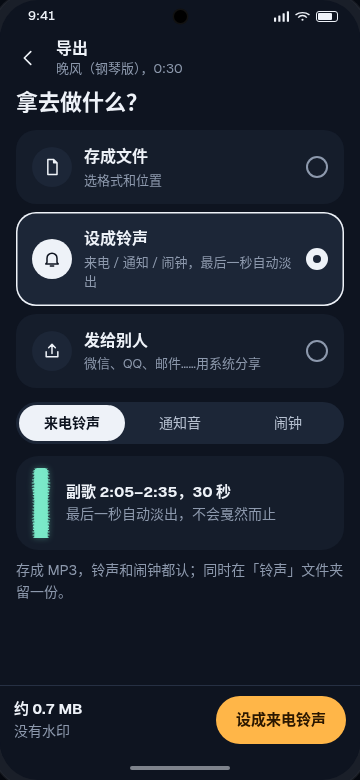 9:41
导出
晚风（钢琴版），0:30
拿去做什么？
存成文件
选格式和位置
设成铃声
来电 / 通知 / 闹钟，最后一秒自动淡
出
发给别人
微信、QQ、邮件……用系统分享
来电铃声
通知音
闹钟
副歌 2:05–2:35，30 秒
最后一秒自动淡出，不会戛然而止
存成 MP3，铃声和闹钟都认；同时在「铃声」文件夹
留一份。
约 0.7 MB
没有水印
设成来电铃声